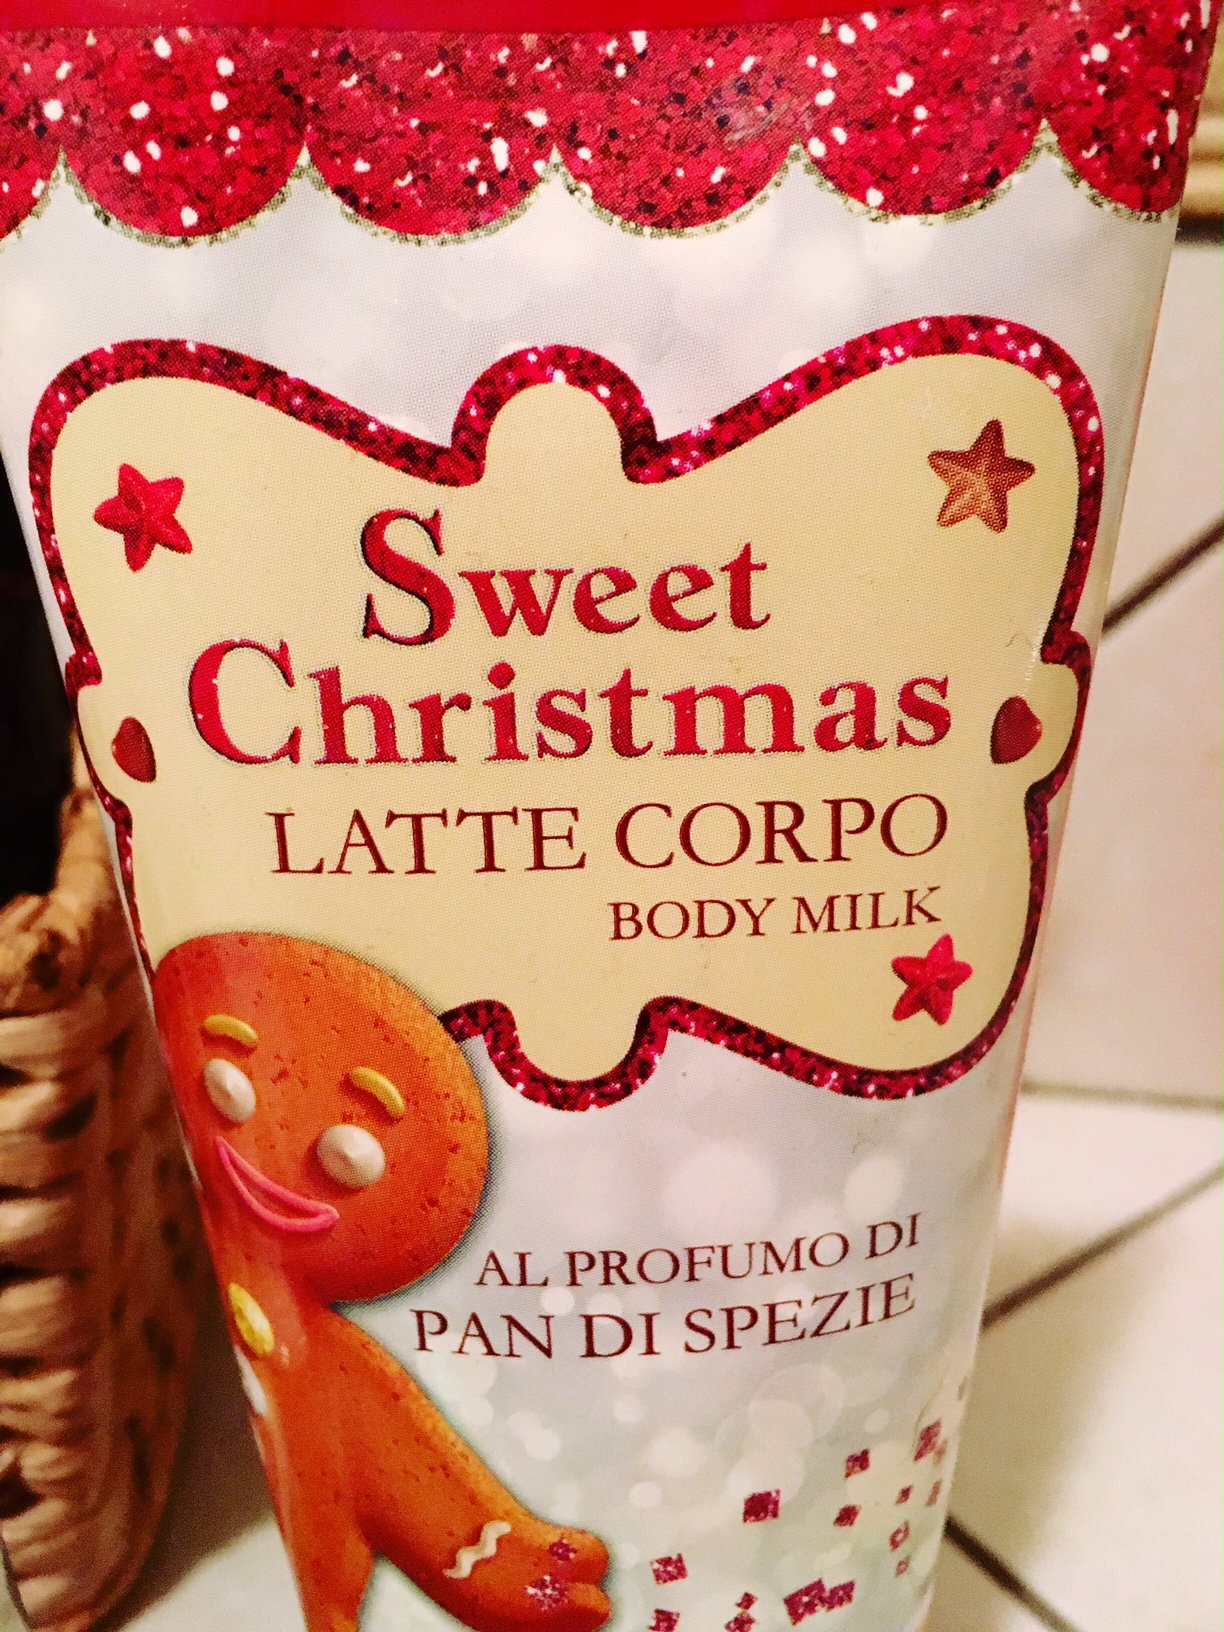 Sweet
Christmas
LATTE CORPO
BODY MILK
AL PROFUMO DI
PAN DI SPEZIE